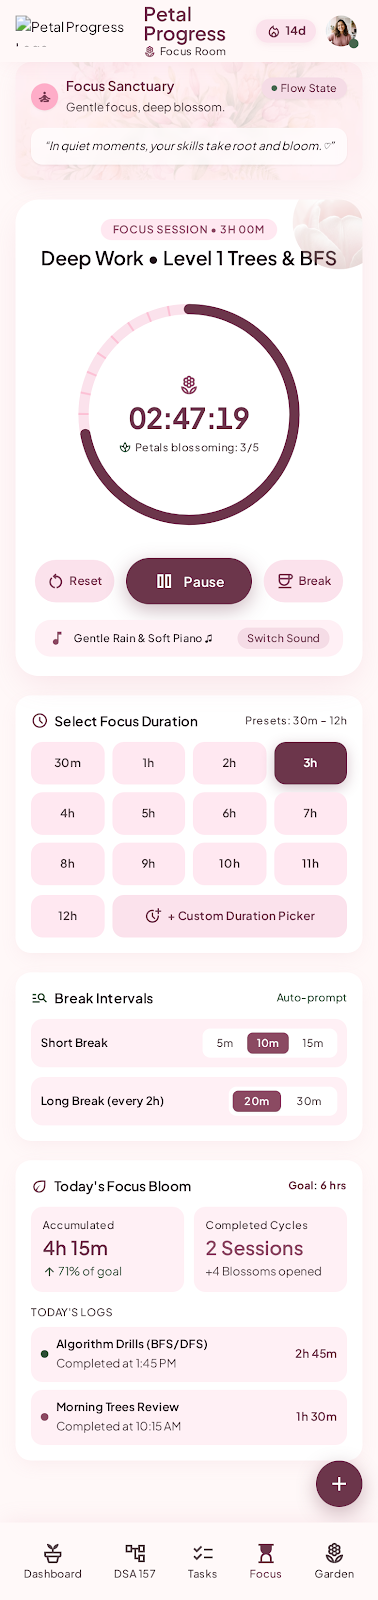 Petal Progress
Petal
Progress
Focus Room
14d
Focus Sanctuary
Gentle focus, deep blossom.
Flow State
"In quiet moments, your skills take root and bloom. ♡"
FOCUS SESSION • 3H 00M
Deep Work • Level 1 Trees & BFS
02:47:19
Petals blossoming: 3/5
Reset
Pause
Break
Gentle Rain & Soft Piano ♫
Switch Sound
Select Focus Duration
Presets: 30m – 12h
30m 1h 2h 3h
4h 5h 6h 7h
8h 9h 10h 11h
12h + Custom Duration Picker
Break Intervals
Auto-prompt
Short Break
5m 10m 15m
Long Break (every 2h)
20m 30m
Today's Focus Bloom
Goal: 6 hrs
Accumulated
4h 15m
↑ 71% of goal
Completed Cycles
2 Sessions
+4 Blossoms opened
TODAY'S LOGS
Algorithm Drills (BFS/DFS)
Completed at 1:45 PM
2h 45m
Morning Trees Review
Completed at 10:15 AM
1h 30m
+
Dashboard
DSA 157
Tasks
Focus
Garden